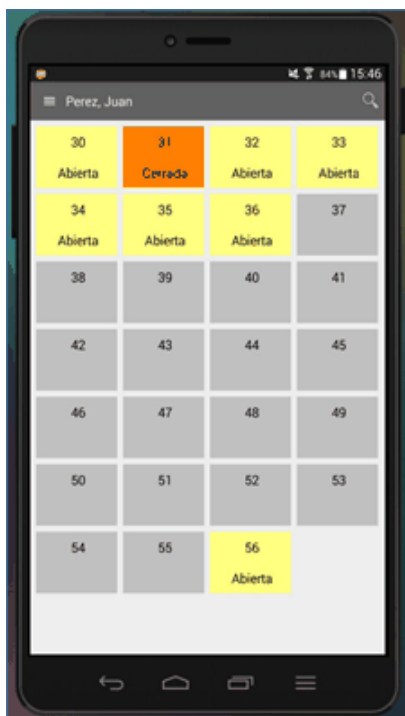 84% 15:46
Perez, Juan
30 31 32 33
Abierta Cerrada Abierta Abierta
34 35 36 37
Abierta Abierta Abierta
38 39 40 41
42 43 44 45
46 47 48 49
50 51 52 53
54 55 56
Abierta